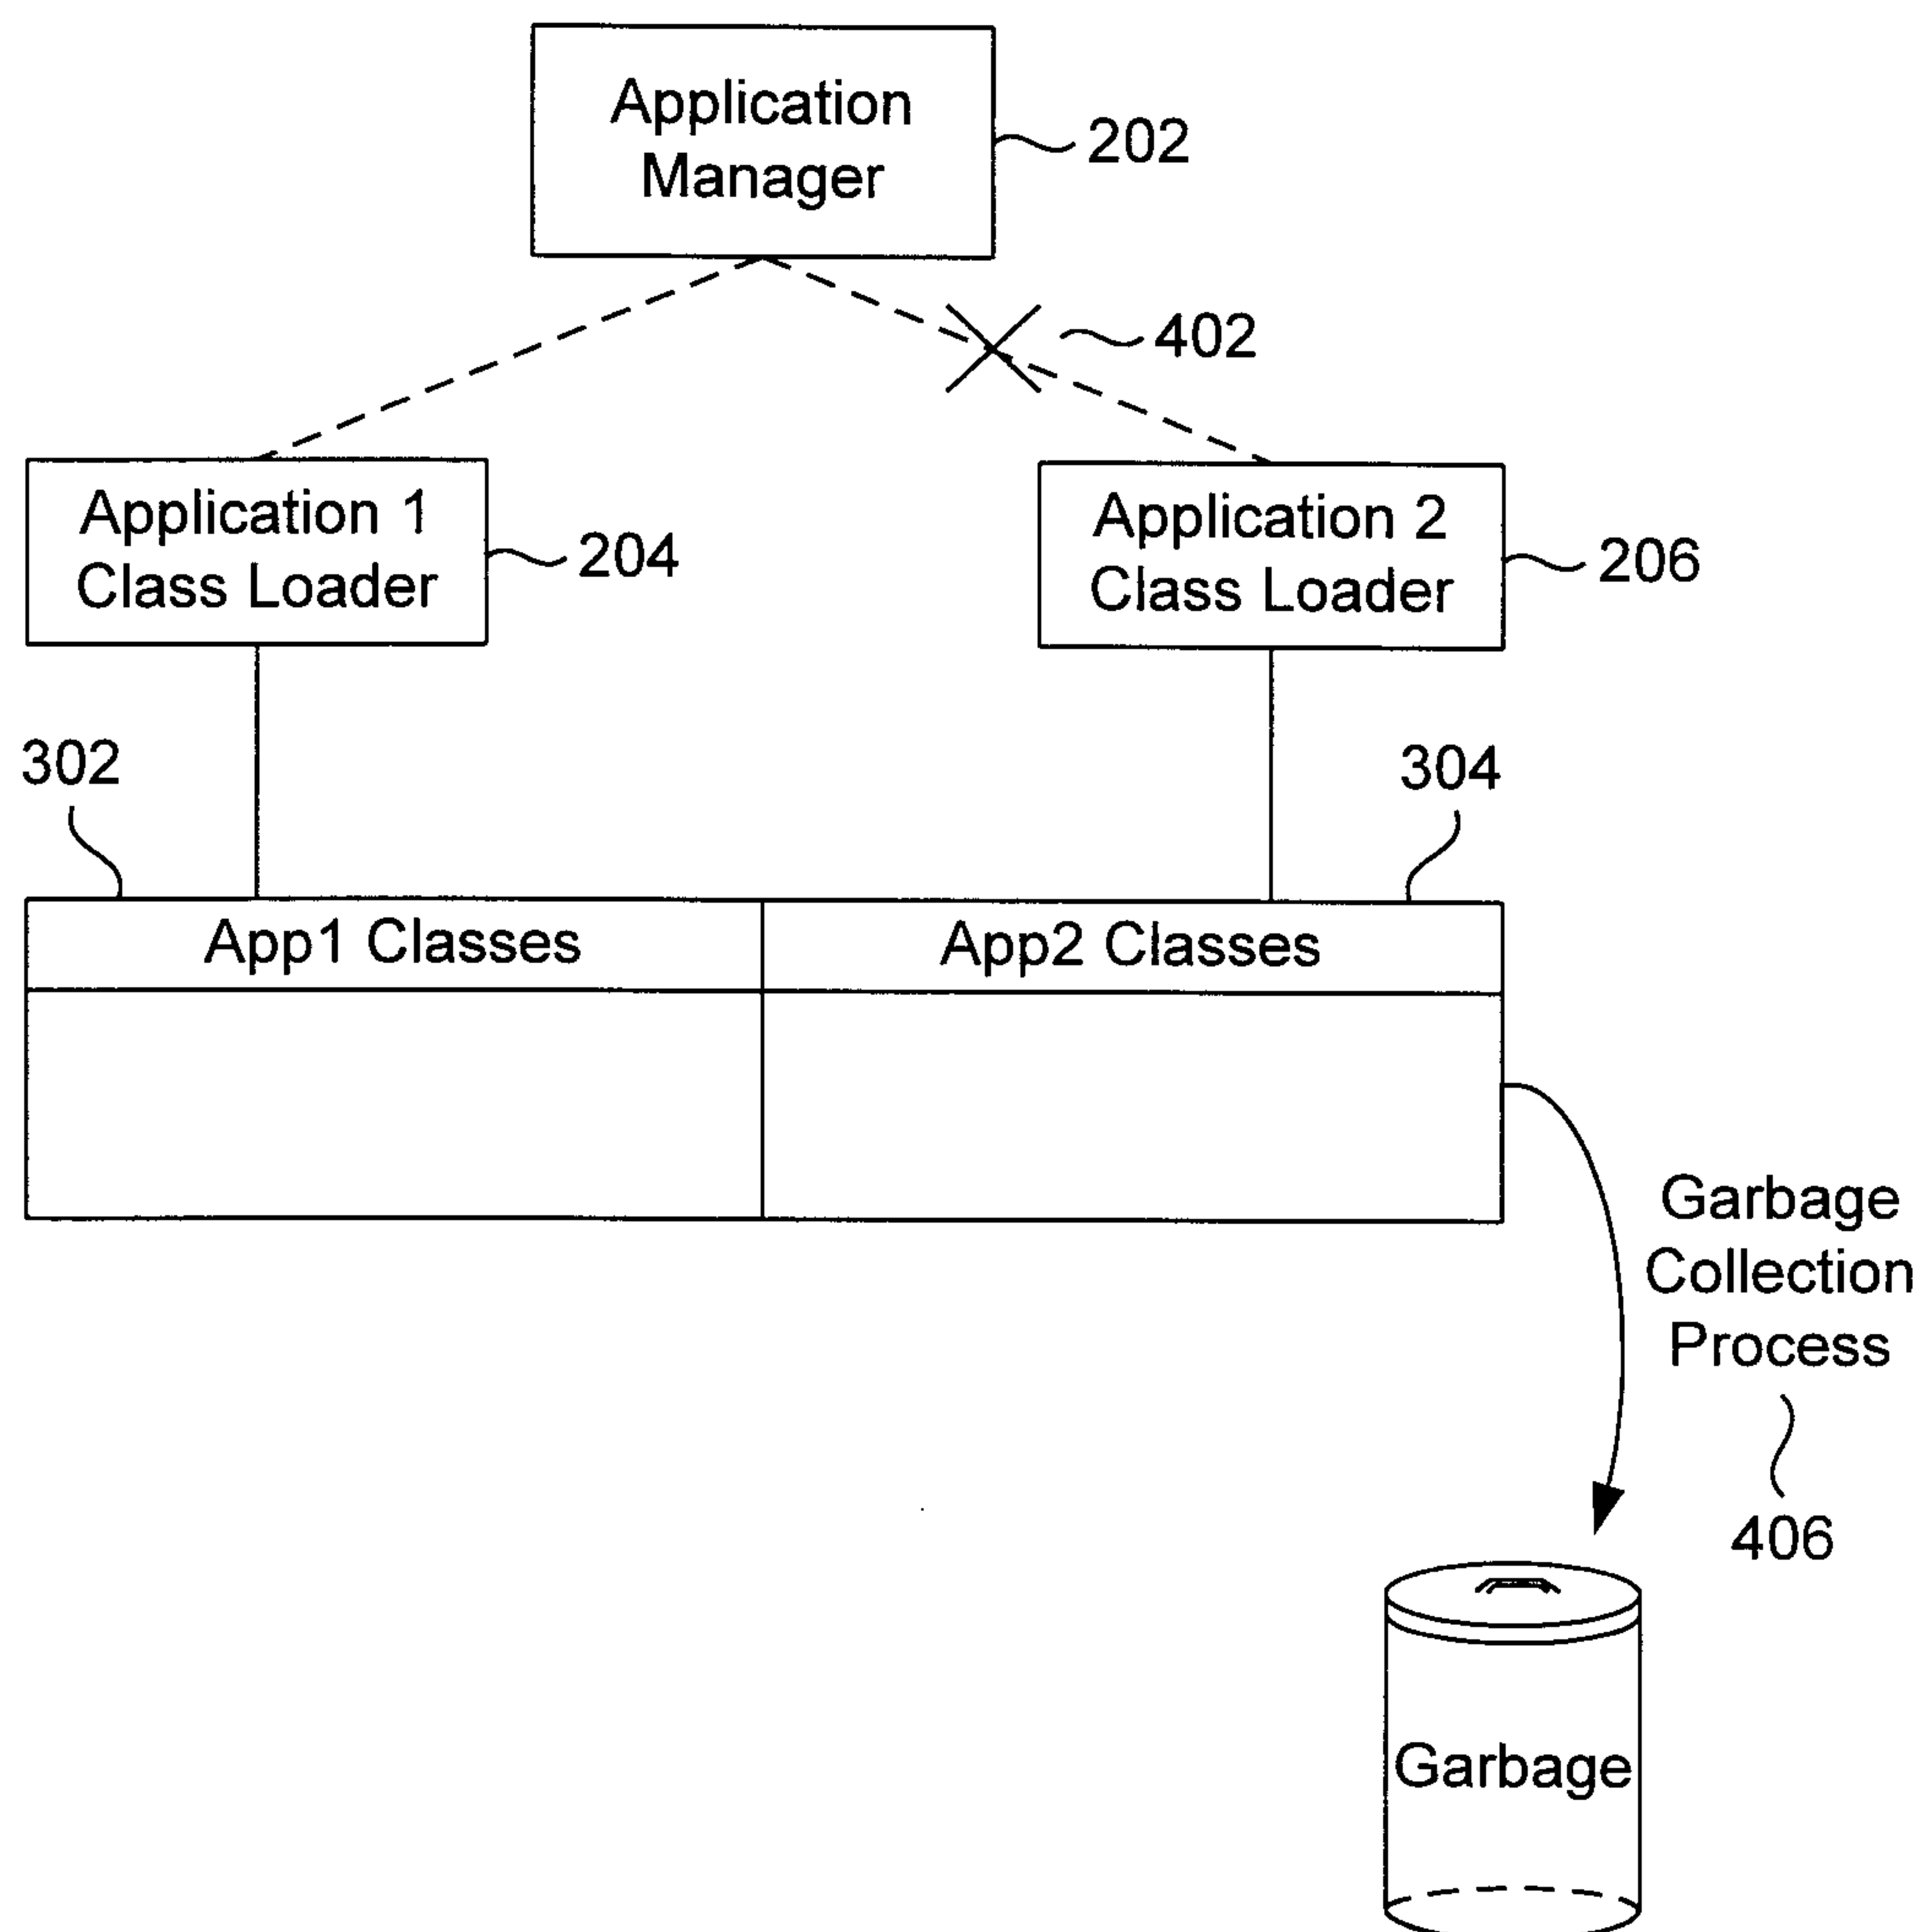 Application
Manager
202
402
Application 1
Class Loader
204
Application 2
Class Loader
206
302
304
App1 Classes
App2 Classes
Garbage
Collection
Process
406
Garbage